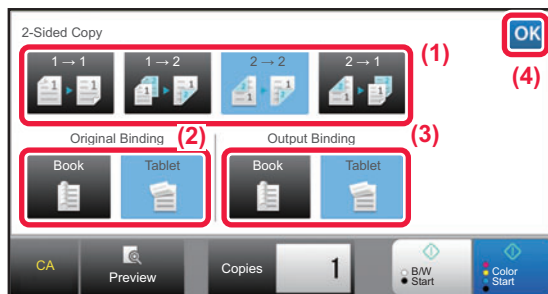 2-Sided Copy
OK
(1)
(4)
1 → 1
1 → 2
2 → 2
2 → 1
Original Binding
(2)
Output Binding
(3)
Book
Tablet
Book
Tablet
CA
Preview
Copies
1
B/W
Start
Color
Start